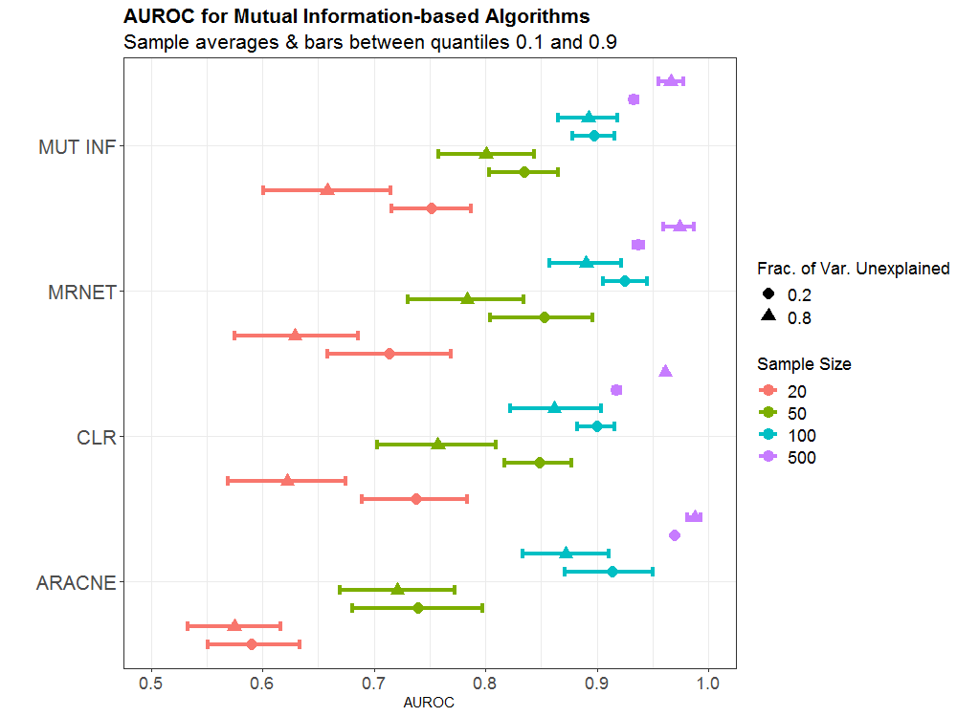 AUROC for Mutual Information-based Algorithms
Sample averages & bars between quantiles 0.1 and 0.9
MUT INF
MRNET
CLR
ARACNE
0.5 0.6 0.7 0.8 0.9 1.0
AUROC
Frac. of Var. Unexplained
0.2
0.8
Sample Size
20
50
100
500